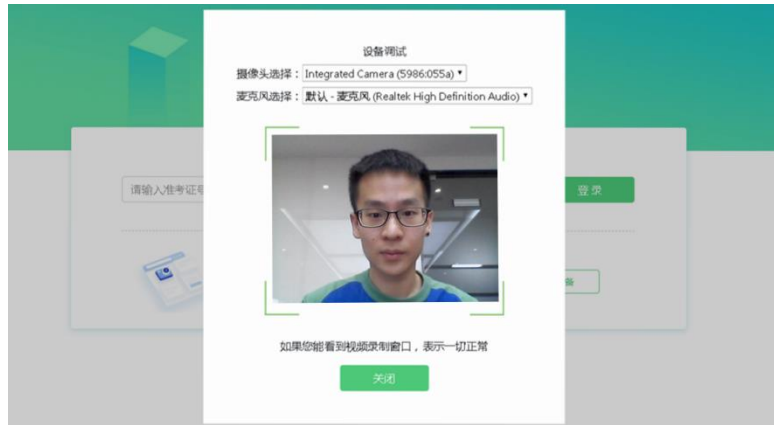 设备调试
摄像头选择：Integrated Camera (5986:055a)
麦克风选择：默认 - 麦克风 (Realtek High Definition Audio)
请输入准考证号
登录
备
如果您能看到视频录制窗口，表示一切正常
关闭